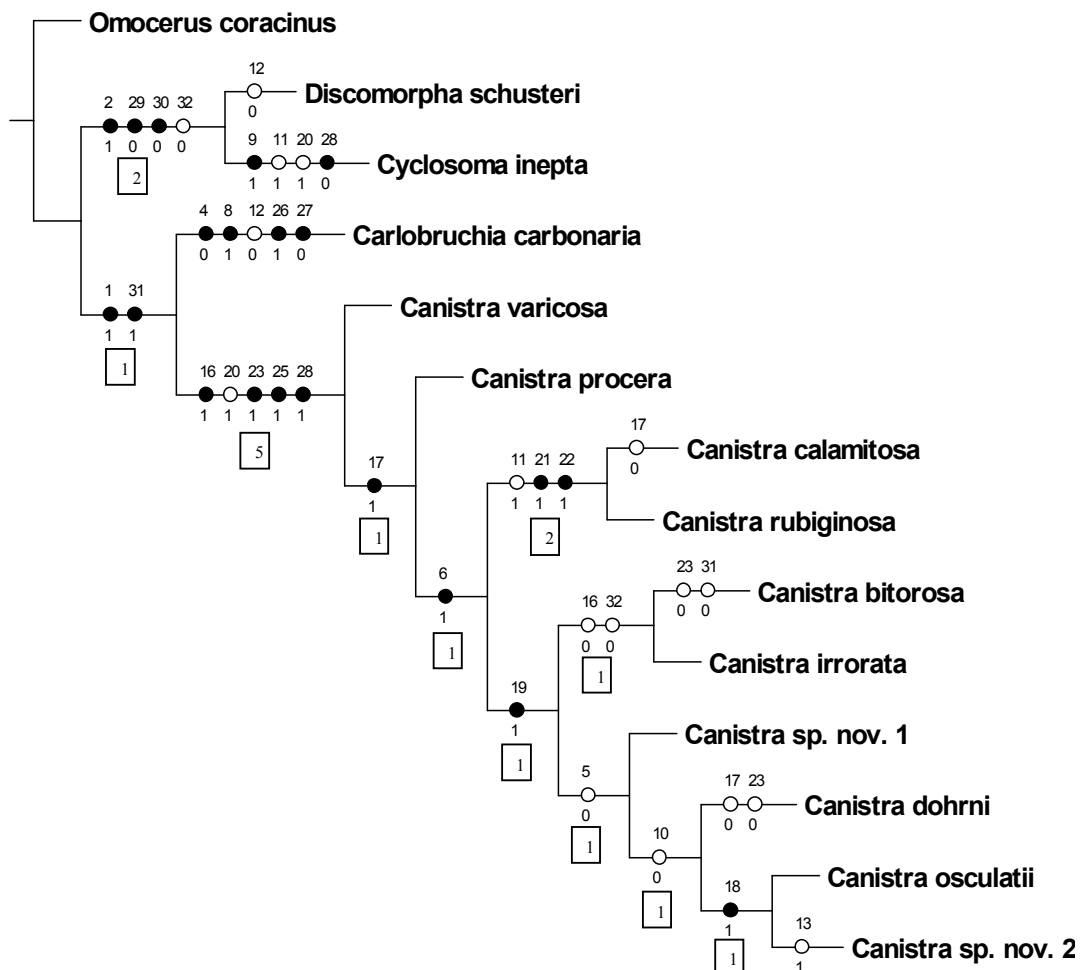 Omocerus coracinus
12
Discomorpha schusteri
0
2 29 30 32
1 0 0 0
2
9 11 20 28
Cyclosoma inepta
1 1 1 0
4 8 12 26 27
Carlobruchia carbonaria
0 1 0 1 0
1 31
1 1
1
Canistra varicosa
16 20 23 25 28
1 1 1 1 1
5
Canistra procera
17
1
1
17
Canistra calamitosa
0
11 21 22
1 1 1
2
Canistra rubiginosa
6
1
1
23 31
Canistra bitorosa
0 0
16 32
0 0
1
Canistra irrorata
19
1
1
Canistra sp. nov. 1
5
0
1
17 23
Canistra dohrni
0 0
10
0
1
Canistra osculatii
18
1
1
13
Canistra sp. nov. 2
1